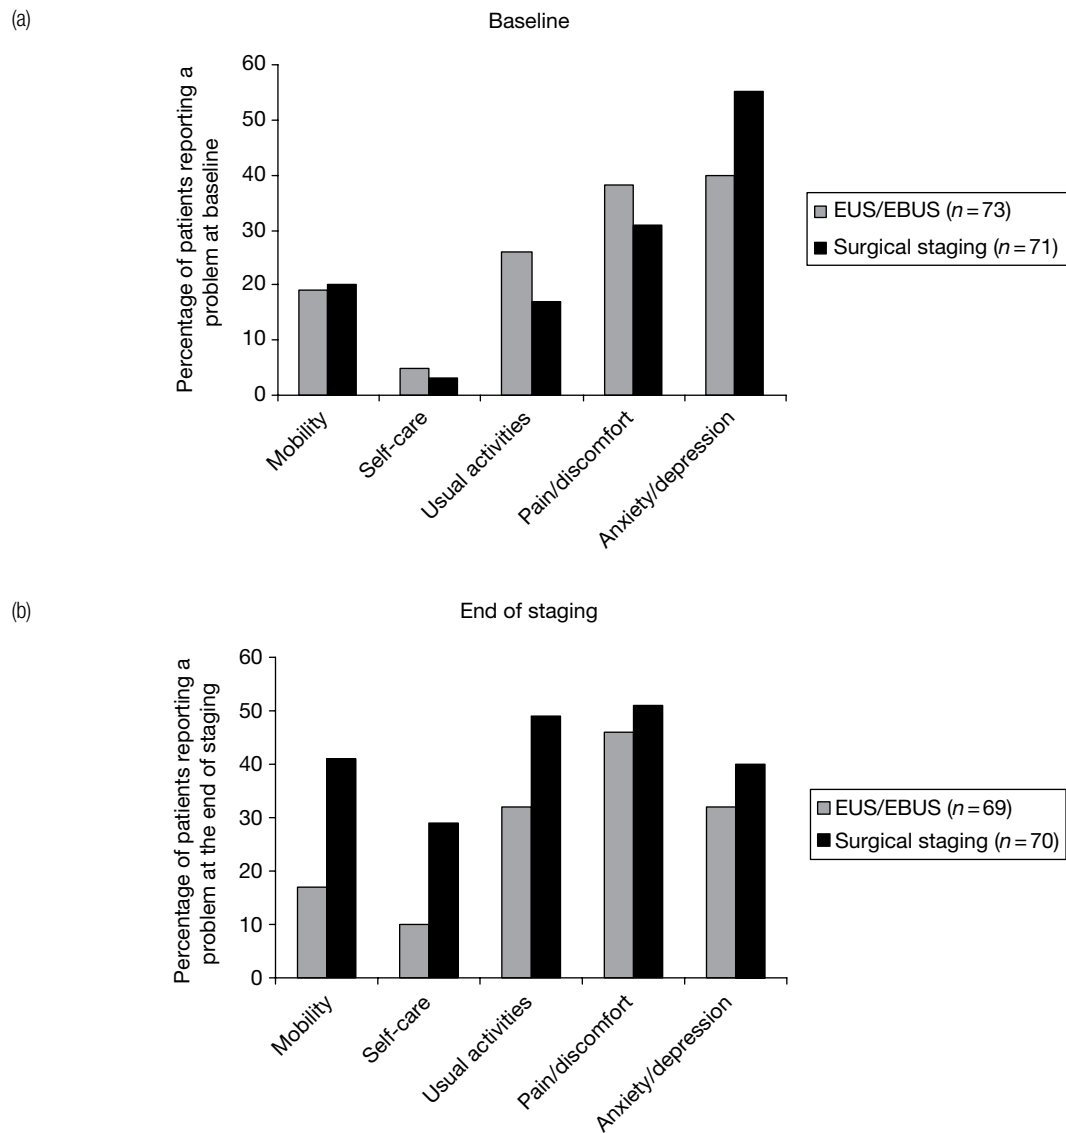 (a)
Baseline
Percentage of patients reporting a
problem at baseline
60
50
40
30
20
10
0
Mobility
Self-care
Usual activities
Pain/discomfort
Anxiety/depression
EUS/EBUS (n=73)
Surgical staging (n=71)
(b)
End of staging
Percentage of patients reporting a
problem at the end of staging
60
50
40
30
20
10
0
Mobility
Self-care
Usual activities
Pain/discomfort
Anxiety/depression
EUS/EBUS (n=69)
Surgical staging (n=70)